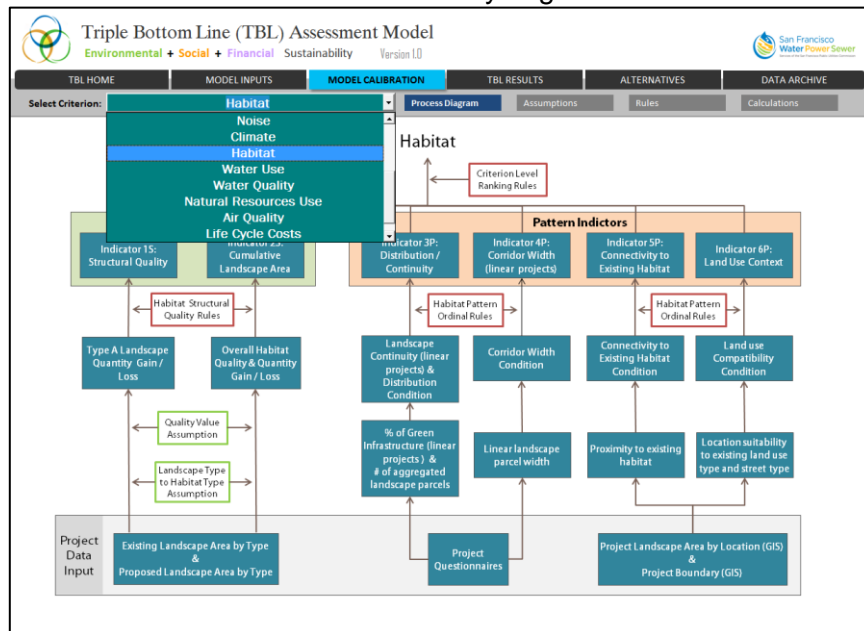 Triple Bottom Line (TBL) Assessment Model
Environmental + Social + Financial Sustainability Version 1.0
San Francisco
Water Power Sewer
TBL HOME
MODEL INPUTS
MODEL CALIBRATION
TBL RESULTS
ALTERNATIVES
DATA ARCHIVE
Select Criterion:
Habitat
Process Diagram
Assumptions
Rules
Calculations
Noise
Climate
Habitat
Water Use
Water Quality
Natural Resources Use
Air Quality
Life Cycle Costs
Habitat
Criterion Level
Ranking Rules
Pattern Indictors
Indicator 1S:
Structural Quality
Indicator 2S:
Cumulative
Landscape Area
Indicator 3P:
Distribution /
Continuity
Indicator 4P:
Corridor Width
(linear projects)
Indicator 5P:
Connectivity to
Existing Habitat
Indicator 6P:
Land Use Context
Habitat Structural
Quality Rules
Habitat Pattern
Ordinal Rules
Habitat Pattern
Ordinal Rules
Type A Landscape
Quantity Gain /
Loss
Overall Habitat
Quality & Quantity
Gain / Loss
Landscape
Continuity (linear
projects) &
Distribution
Condition
Corridor Width
Condition
Connectivity to
Existing Habitat
Condition
Land use
Compatibility
Condition
Quality Value
Assumption
Landscape Type
to Habitat Type
Assumption
% of Green
Infrastructure (linear
projects ) &
# of aggregated
landscape parcels
Linear landscape
parcel width
Proximity to existing
habitat
Location suitability
to existing land use
type and street type
Project
Data
Input
Existing Landscape Area by Type
&
Proposed Landscape Area by Type
Project
Questionnaires
Project Landscape Area by Location (GIS)
&
Project Boundary (GIS)